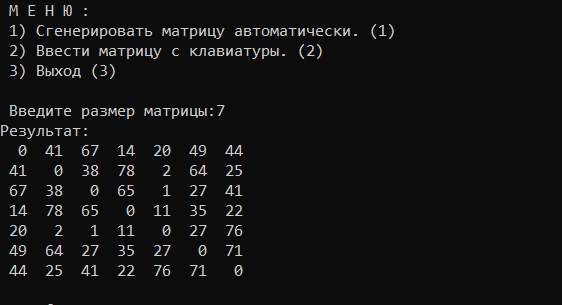 М Е Н Ю :
1) Сгенерировать матрицу автоматически. (1)
2) Ввести матрицу с клавиатуры. (2)
3) Выход (3)
Введите размер матрицы:7
Результат:
0 41 67 14 20 49 44
41 0 38 78 2 64 25
67 38 0 65 1 27 41
14 78 65 0 11 35 22
20 2 1 11 0 27 76
49 64 27 35 27 0 71
44 25 41 22 76 71 0